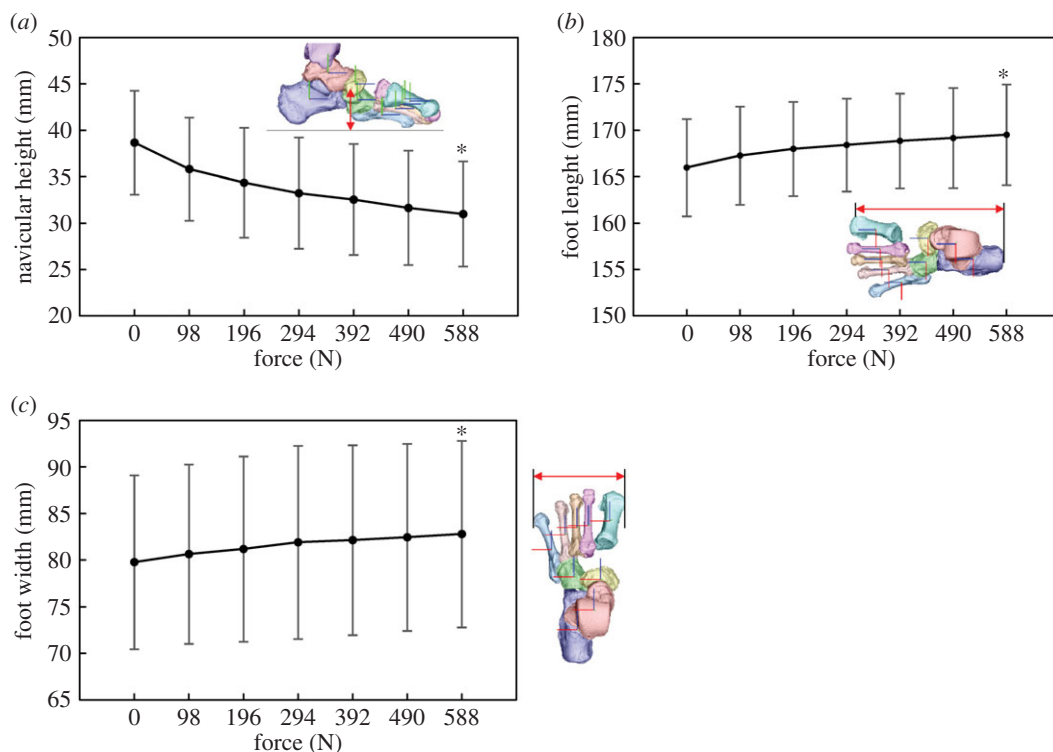 (a)
50
45
40
35
30
25
20
navicular height (mm)
*
0 98 196 294 392 490 588
force (N)
(b)
180
175
170
165
160
155
150
foot lenght (mm)
*
0 98 196 294 392 490 588
force (N)
(c)
95
90
85
80
75
70
65
foot width (mm)
*
0 98 196 294 392 490 588
force (N)